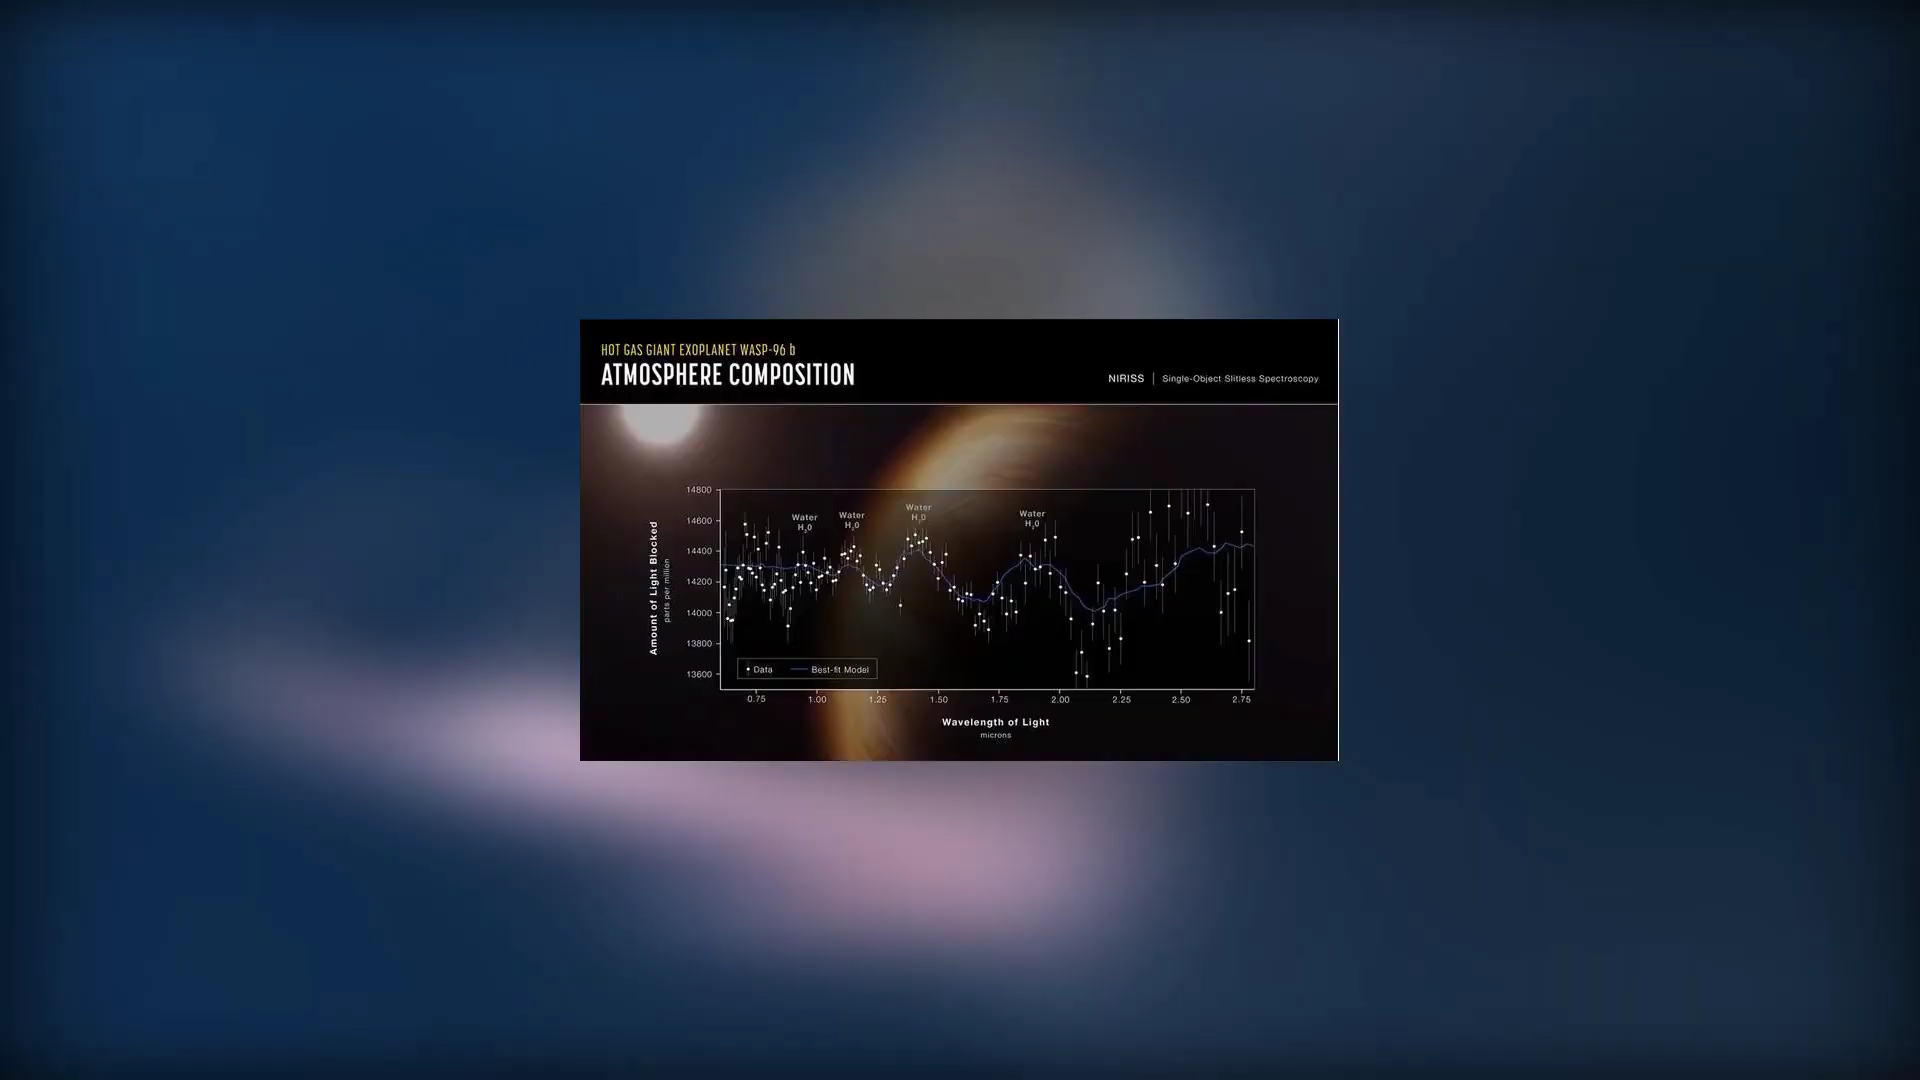 HOT GAS GIANT EXOPLANET WASP-96 b
ATMOSPHERE COMPOSITION
NIRISS | Single-Object Slitless Spectroscopy
Water
H₂O
Water
H₂O
Water
H₂O
Water
H₂O
14800
14600
14400
14200
14000
13800
13600
Amount of Light Blocked
parts per million
Data
Best-fit Model
0.75 1.00 1.25 1.50 1.75 2.00 2.25 2.50 2.75
Wavelength of Light
microns